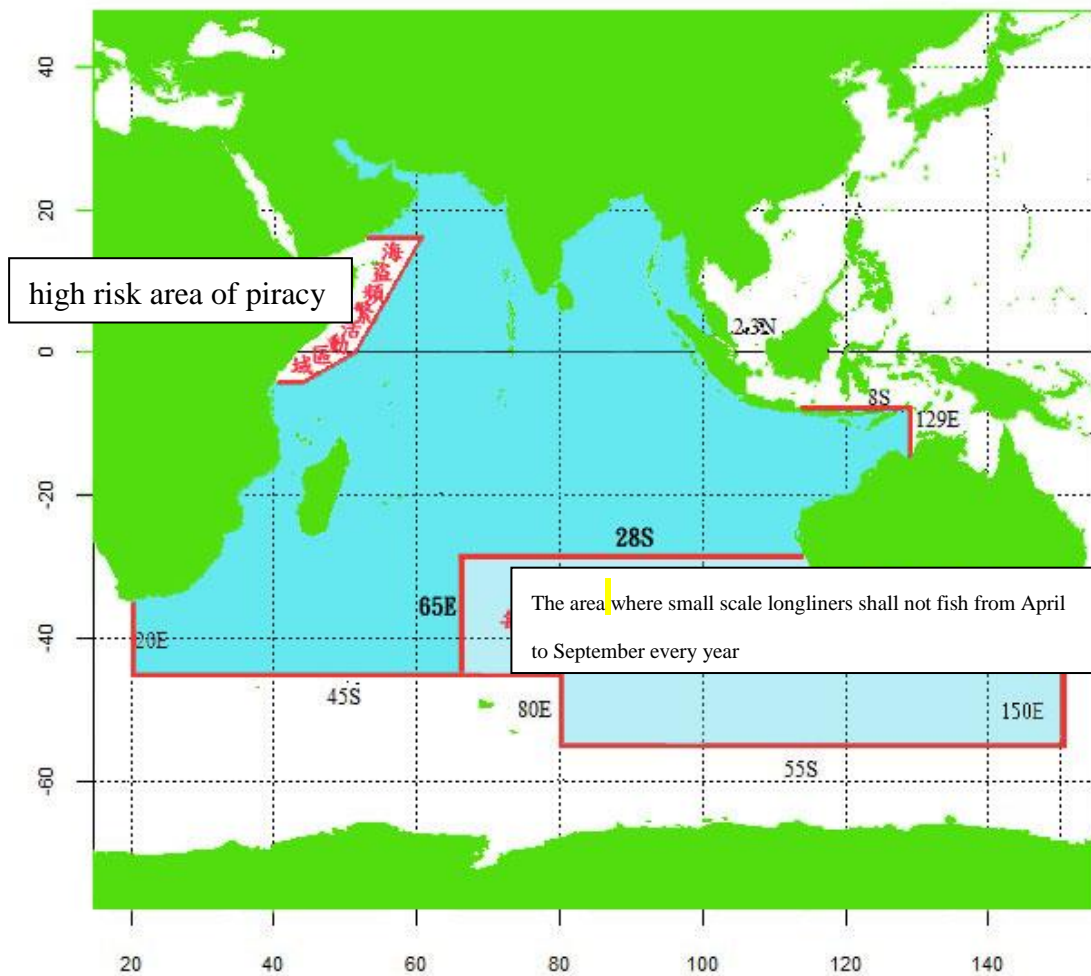 40
20
0
-20
-40
-60
high risk area of piracy
海盜頻繁活動區域
2.3N
8S
129E
28S
65E
The area where small scale longliners shall not fish from April
to September every year
20E
45S
80E
150E
55S
20 40 60 80 100 120 140